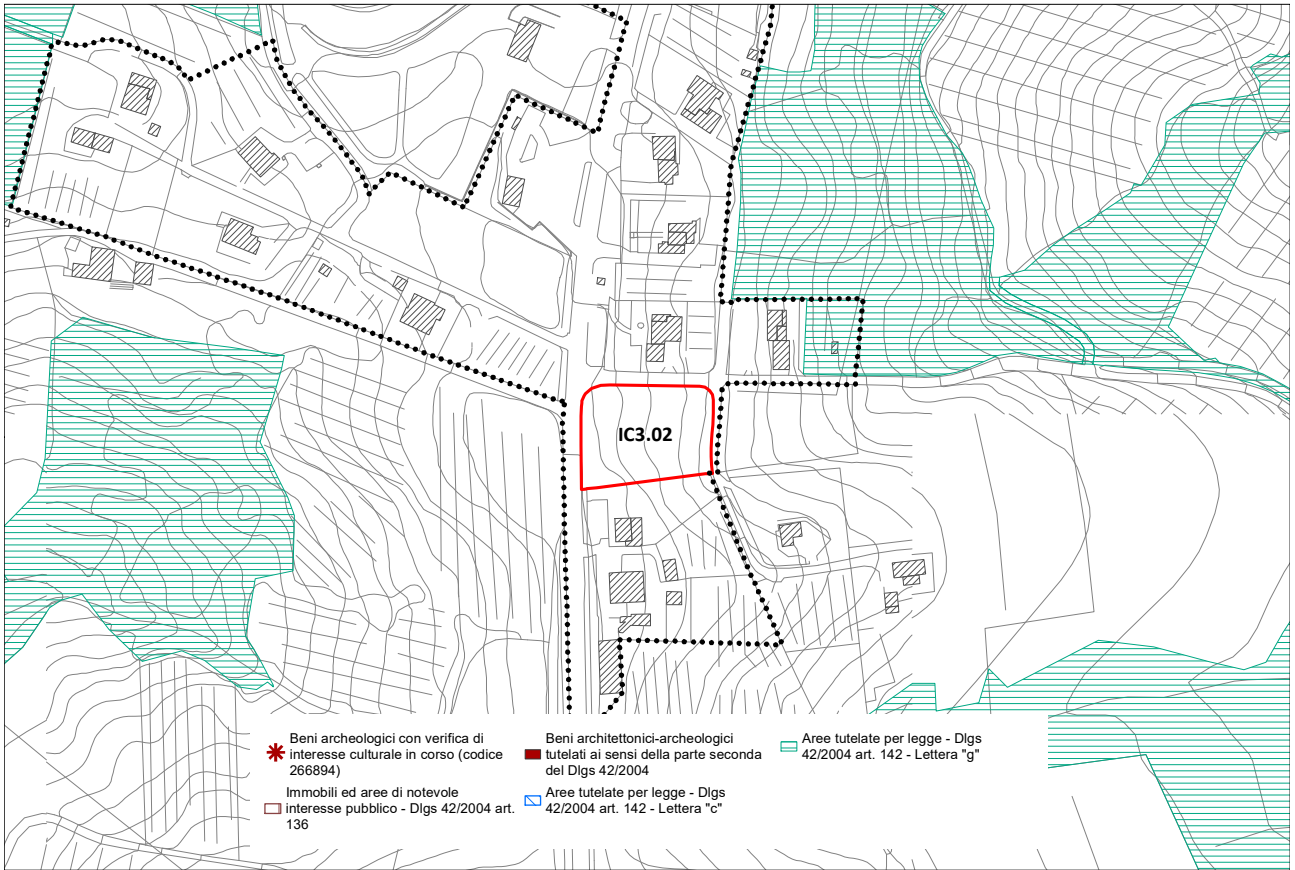 IC3.02
Beni archeologici con verifica di
interesse culturale in corso (codice
266894)
Immobili ed aree di notevole
interesse pubblico - Dlgs 42/2004 art.
136
Beni architettonici-archeologici
tutelati ai sensi della parte seconda
del Dlgs 42/2004
Aree tutelate per legge - Dlgs
42/2004 art. 142 - Lettera "c"
Aree tutelate per legge - Dlgs
42/2004 art. 142 - Lettera "g"